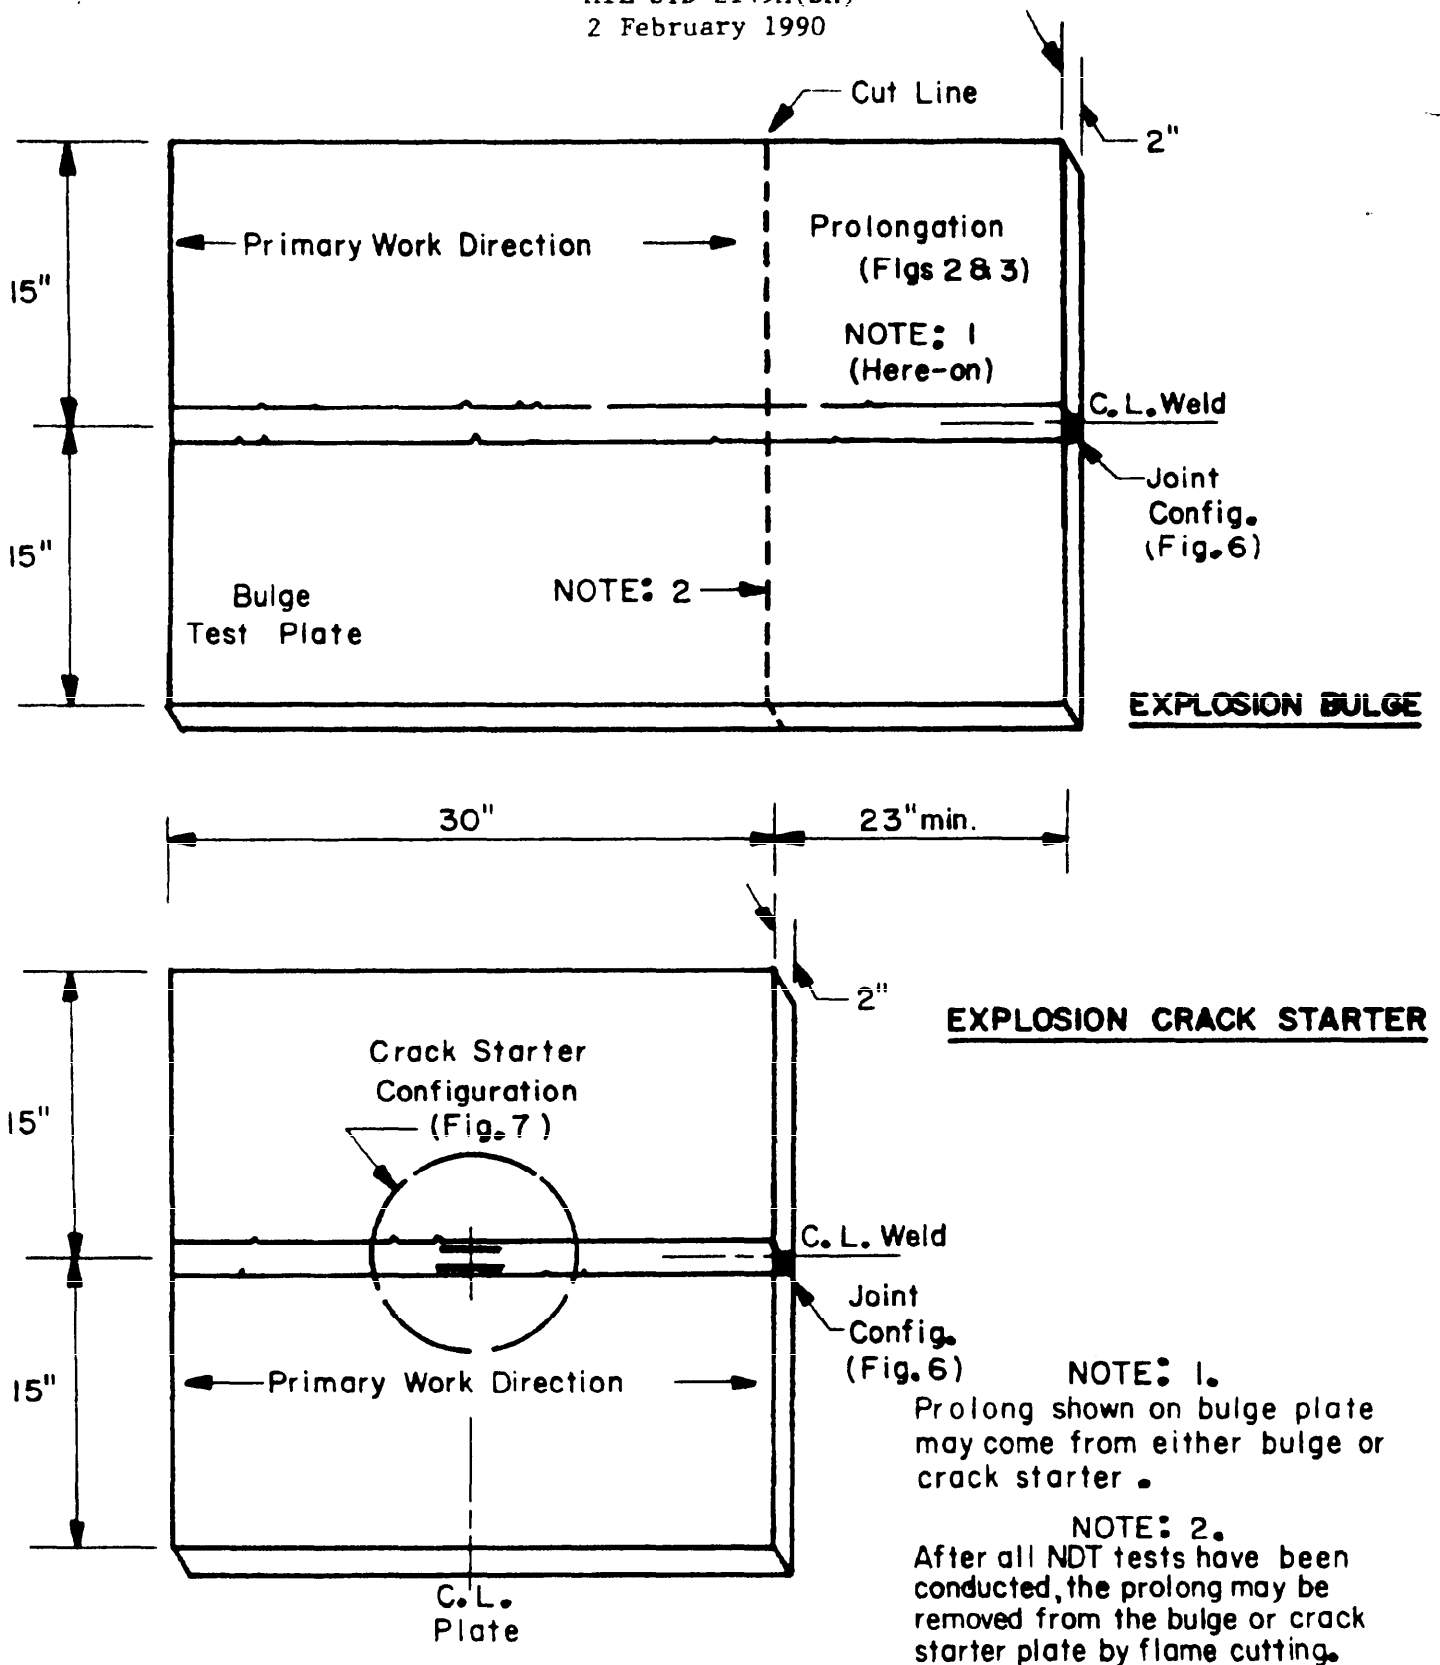 2 February 1990
Cut Line
2"
Primary Work Direction
Prolongation
(Figs 2 & 3)
15"
NOTE: 1
(Here-on)
C.L. Weld
Joint
Config.
(Fig. 6)
15"
NOTE: 2
Bulge
Test Plate
EXPLOSION BULGE
30"
23" min.
2"
EXPLOSION CRACK STARTER
Crack Starter
Configuration
(Fig. 7)
15"
C. L. Weld
Joint
Config.
(Fig. 6)
15"
Primary Work Direction
C.L.
Plate
NOTE: 1.
Prolong shown on bulge plate
may come from either bulge or
crack starter.
NOTE: 2.
After all NDT tests have been
conducted, the prolong may be
removed from the bulge or crack
starter plate by flame cutting.